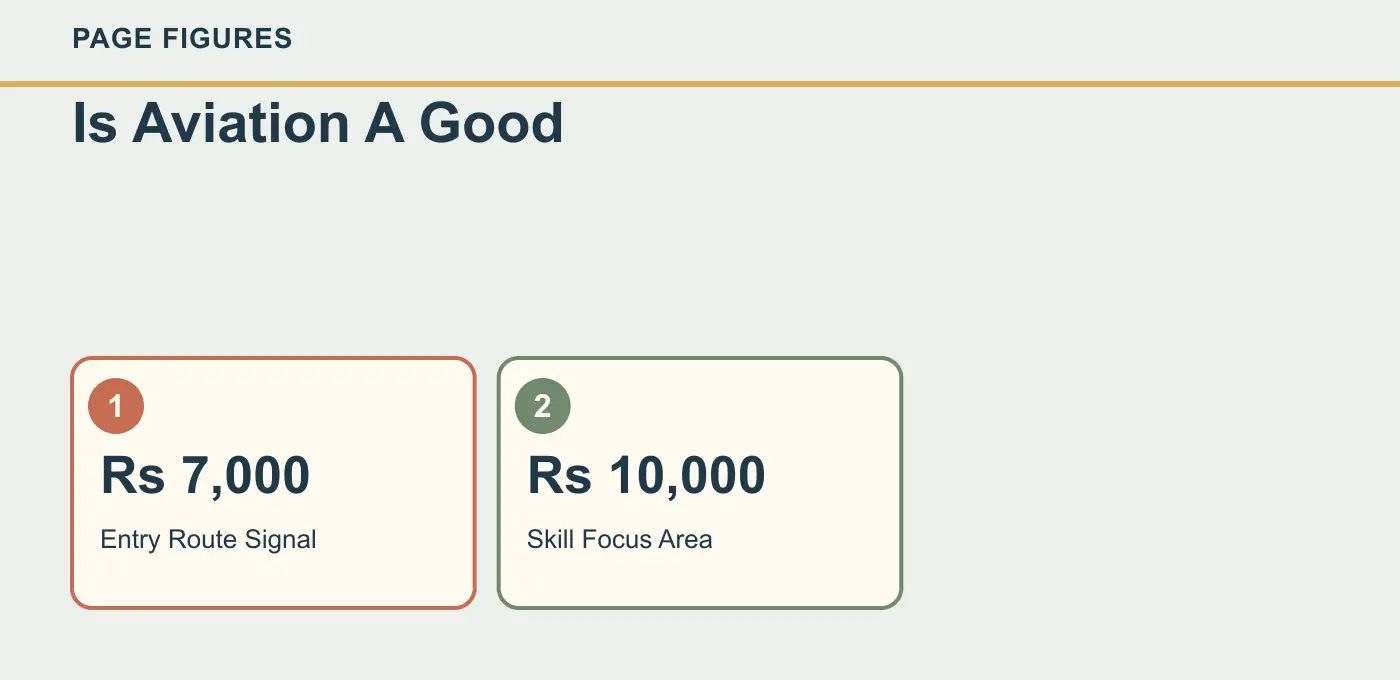 PAGE FIGURES
Is Aviation A Good
1
Rs 7,000
Entry Route Signal
2
Rs 10,000
Skill Focus Area